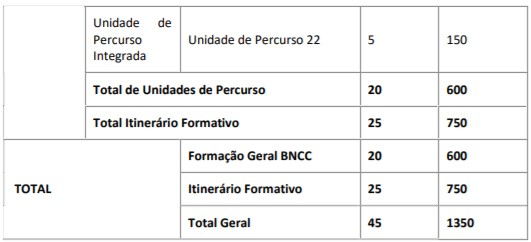 Unidade de
Percurso
Integrada
Unidade de Percurso 22
5
150
Total de Unidades de Percurso
20
600
Total Itinerário Formativo
25
750
TOTAL
Formação Geral BNCC
20
600
Itinerário Formativo
25
750
Total Geral
45
1350